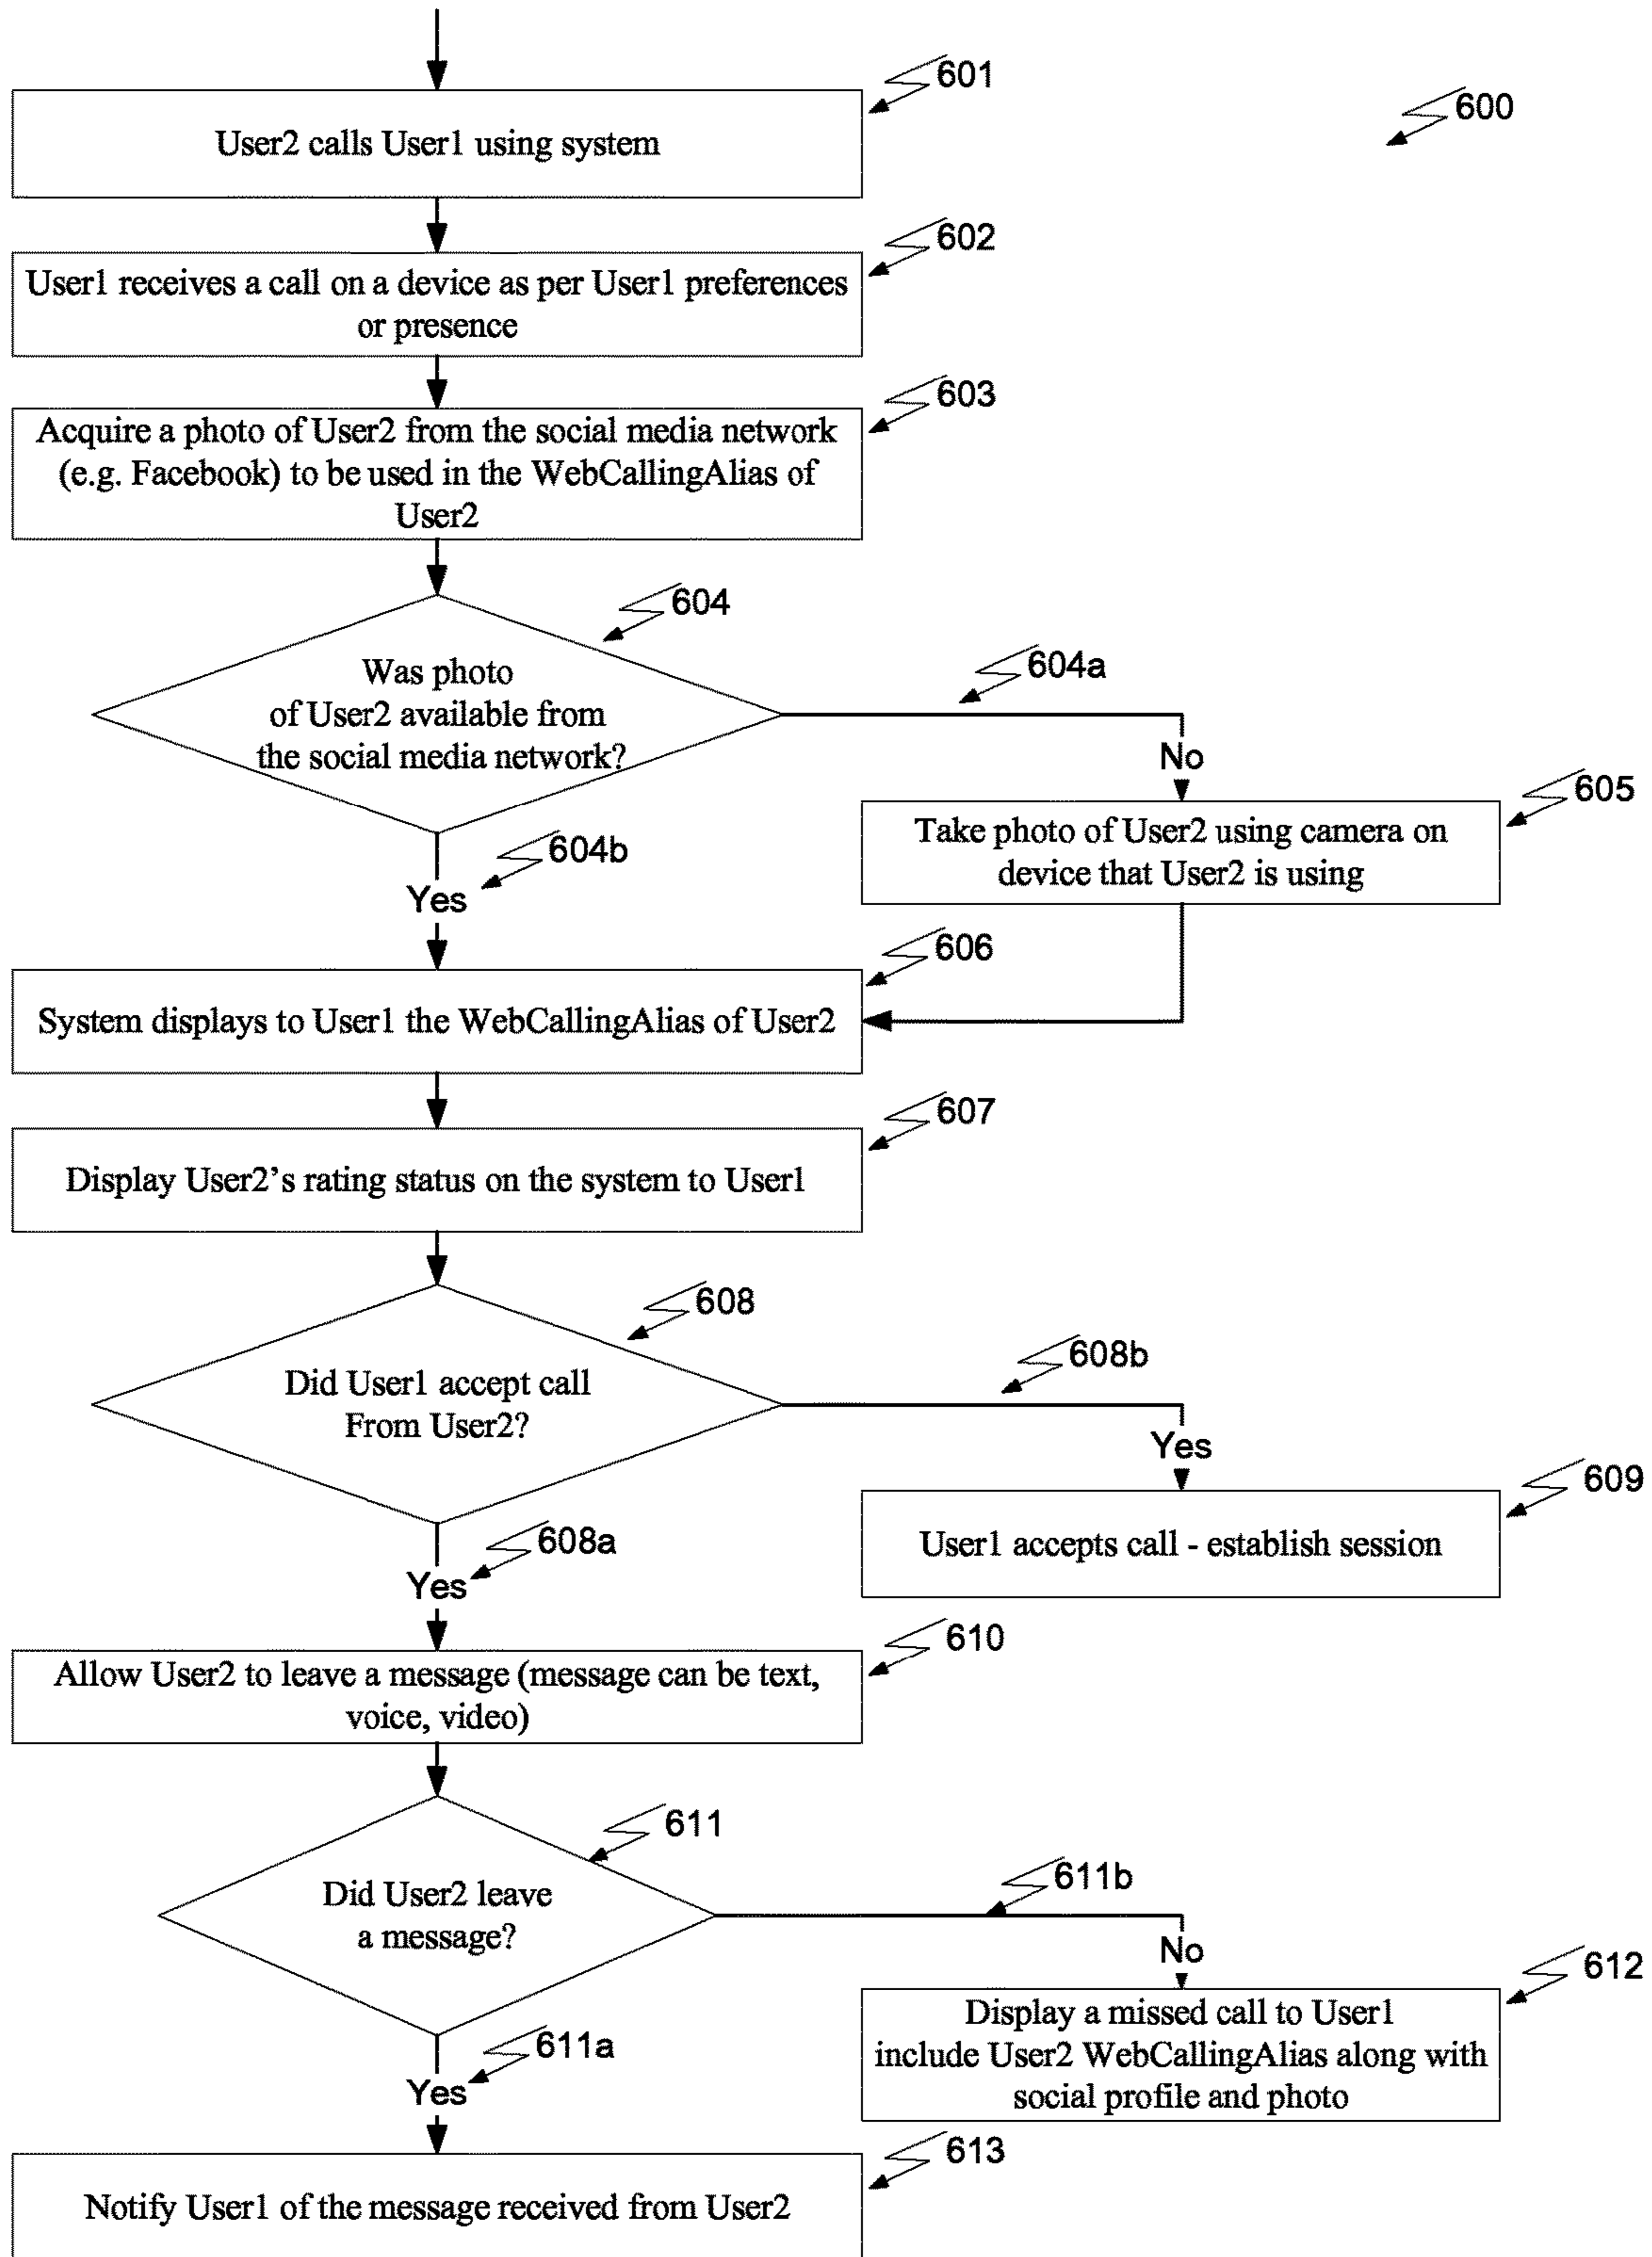 601
600
User2 calls User1 using system
602
User1 receives a call on a device as per User1 preferences
or presence
603
Acquire a photo of User2 from the social media network
(e.g. Facebook) to be used in the WebCallingAlias of
User2
604
Was photo
of User2 available from
the social media network?
604a
No
605
Take photo of User2 using camera on
device that User2 is using
604b
Yes
606
System displays to User1 the WebCallingAlias of User2
607
Display User2’s rating status on the system to User1
608
Did User1 accept call
From User2?
608b
Yes
609
User1 accepts call - establish session
608a
Yes
610
Allow User2 to leave a message (message can be text,
voice, video)
611
Did User2 leave
a message?
611b
No
612
Display a missed call to User1
include User2 WebCallingAlias along with
social profile and photo
611a
Yes
613
Notify User1 of the message received from User2